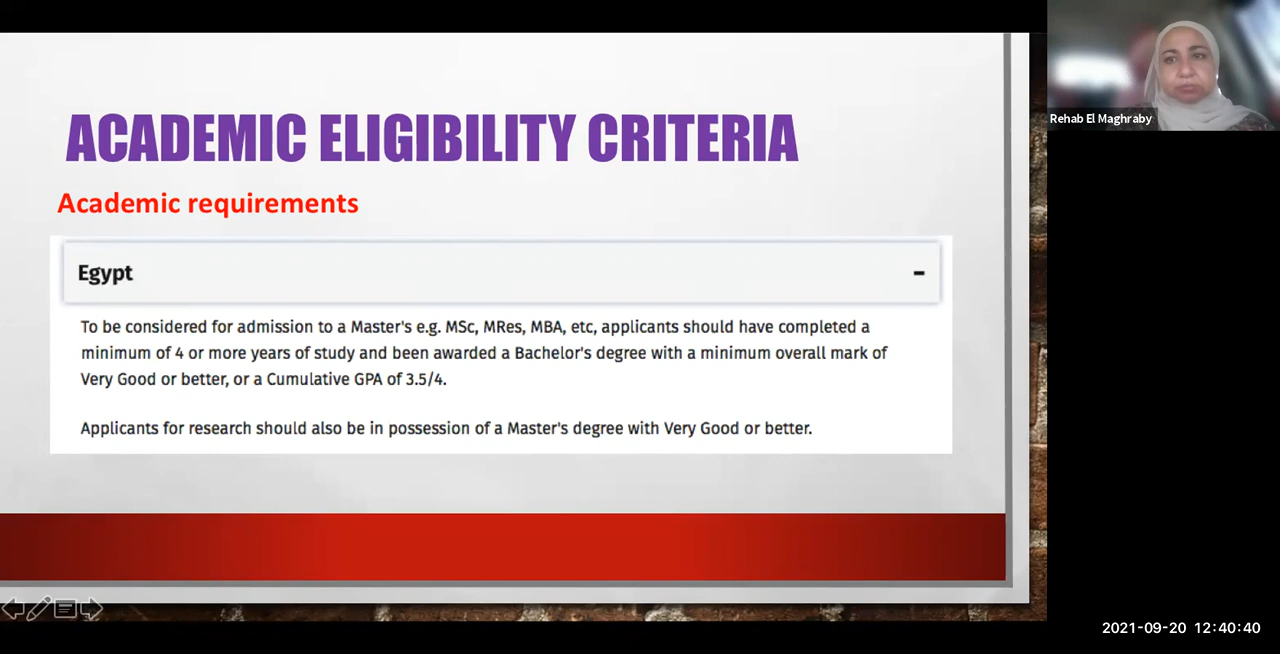 ACADEMIC ELIGIBILITY CRITERIA
Academic requirements
Egypt
To be considered for admission to a Master's e.g. MSc, MRes, MBA, etc, applicants should have completed a
minimum of 4 or more years of study and been awarded a Bachelor's degree with a minimum overall mark of
Very Good or better, or a Cumulative GPA of 3.5/4.
Applicants for research should also be in possession of a Master's degree with Very Good or better.
Rehab El Maghraby
2021-09-20 12:40:40